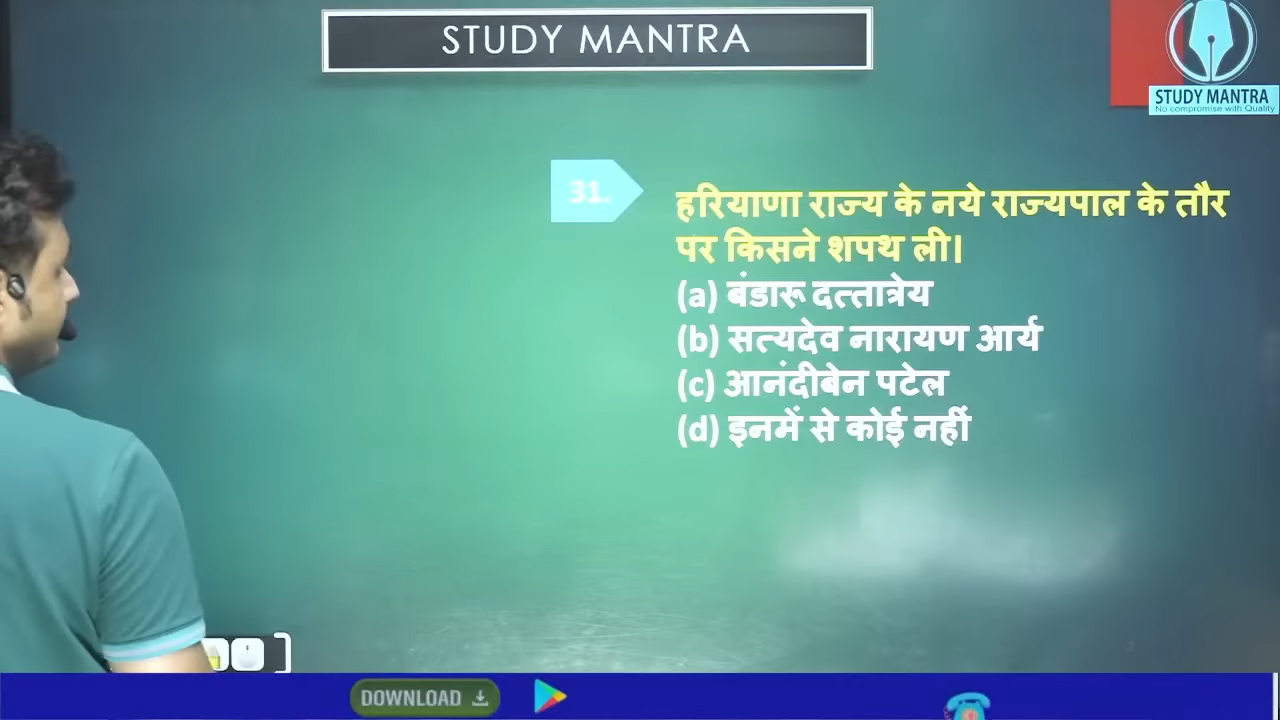 STUDY MANTRA
STUDY MANTRA
No compromise with Quality
31.
हरियाणा राज्य के नये राज्यपाल के तौर
पर किसने शपथ ली|
(a) बंडारू दत्तात्रेय
(b) सत्यदेव नारायण आर्य
(c) आनंदीबेन पटेल
(d) इनमें से कोई नहीं
DOWNLOAD